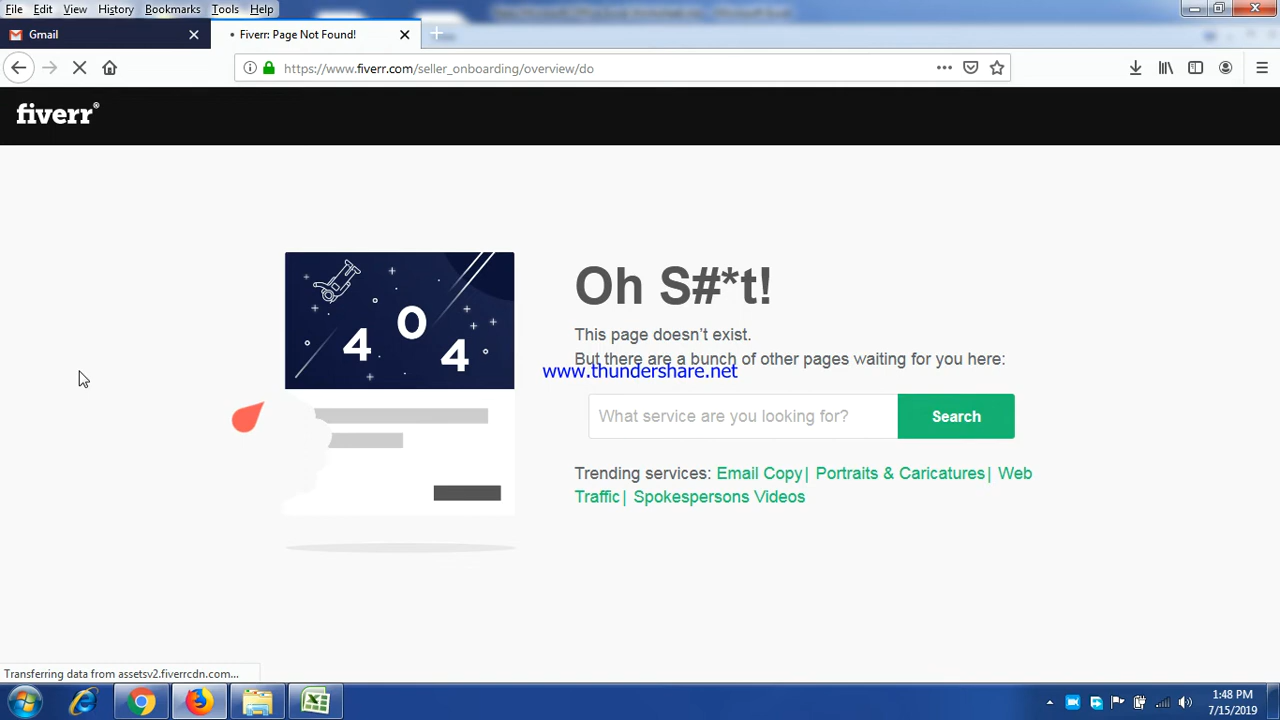 File Edit View History Bookmarks Tools Help
Gmail
Fiverr: Page Not Found!
https://www.fiverr.com/seller_onboarding/overview/do
fiverr®
404
Oh S#*t!
This page doesn't exist.
But there are a bunch of other pages waiting for you here:
www.thundershare.net
What service are you looking for?
Search
Trending services: Email Copy| Portraits & Caricatures| Web
Traffic| Spokespersons Videos
Transferring data from assetsv2.fiverrcdn.com...
1:48 PM
7/15/2019